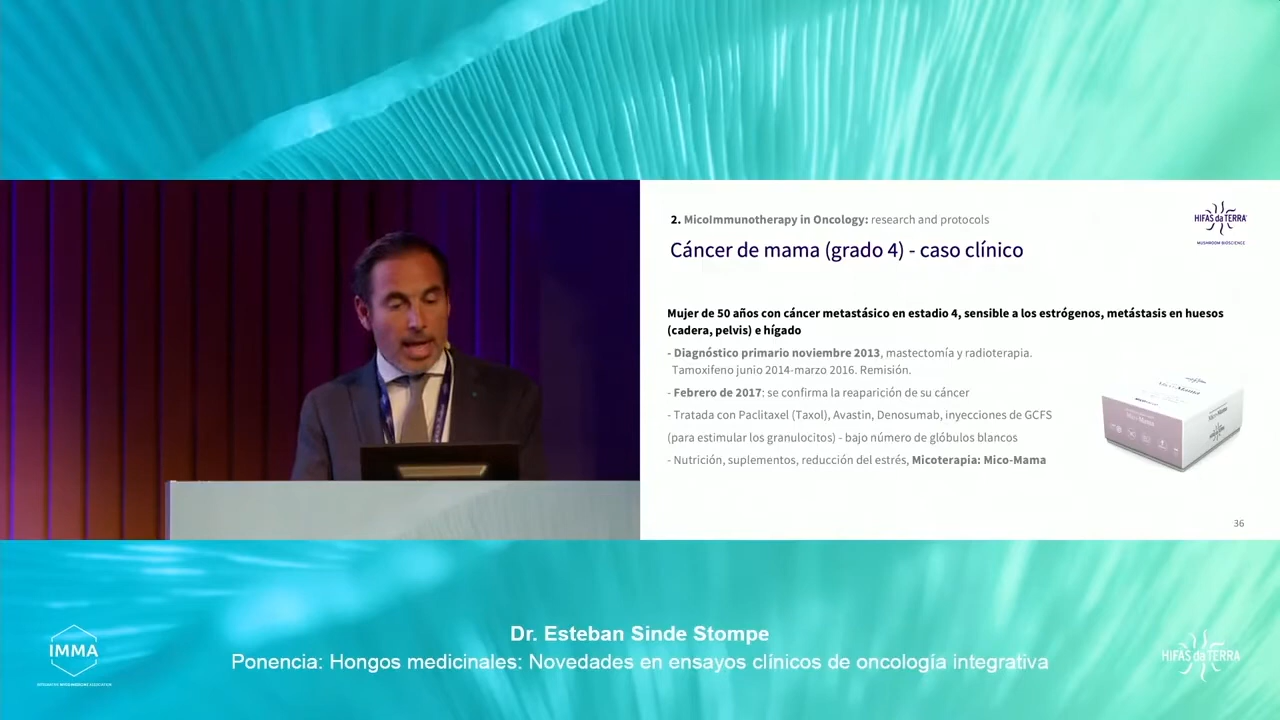 2. MicoImmunotherapy in Oncology: research and protocols
HIFAS da TERRA
MUSHROOM BIOSCIENCE
Cáncer de mama (grado 4) - caso clínico
Mujer de 50 años con cáncer metastásico en estadio 4, sensible a los estrógenos, metástasis en huesos
(cadera, pelvis) e hígado
- Diagnóstico primario noviembre 2013, mastectomía y radioterapia.
Tamoxifeno junio 2014-marzo 2016. Remisión.
- Febrero de 2017: se confirma la reaparición de su cáncer
- Tratada con Paclitaxel (Taxol), Avastin, Denosumab, inyecciones de GCFS
(para estimular los granulocitos) - bajo número de glóbulos blancos
- Nutrición, suplementos, reducción del estrés, Micoterapia: Mico-Mama
36
Dr. Esteban Sinde Stompe
Ponencia: Hongos medicinales: Novedades en ensayos clínicos de oncología integrativa
IMMA
HIFAS da TERRA